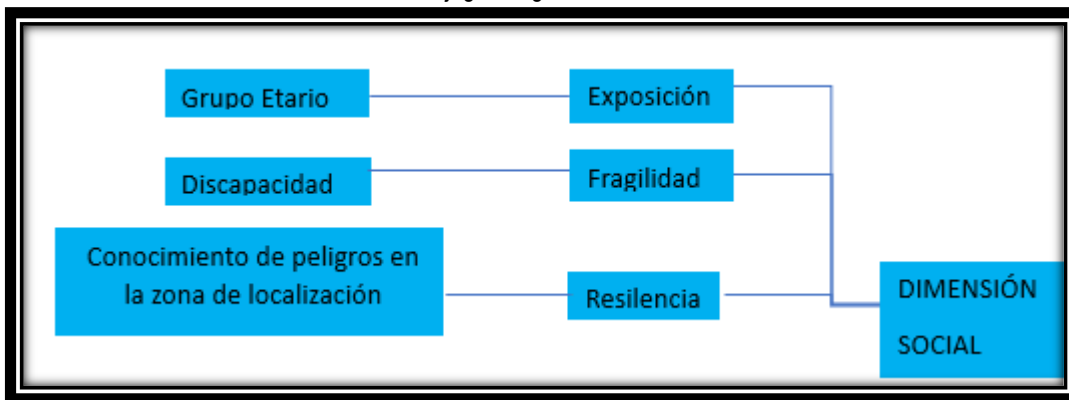 Grupo Etario
Exposición
Discapacidad
Fragilidad
Conocimiento de peligros en
la zona de localización
Resilencia
DIMENSIÓN
SOCIAL